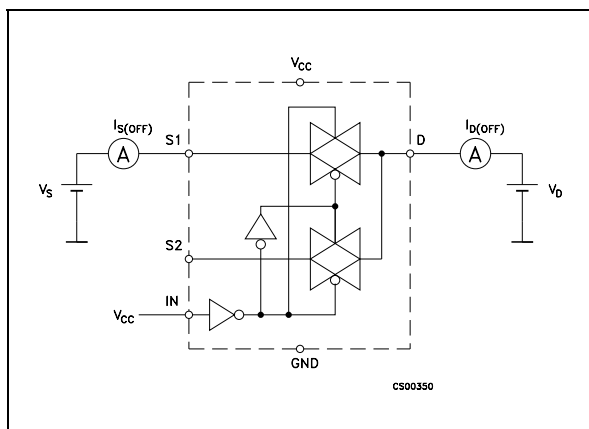 VCC
IS(OFF)
A
S1
D
ID(OFF)
A
VS
VD
S2
IN
VCC
GND
CS00350